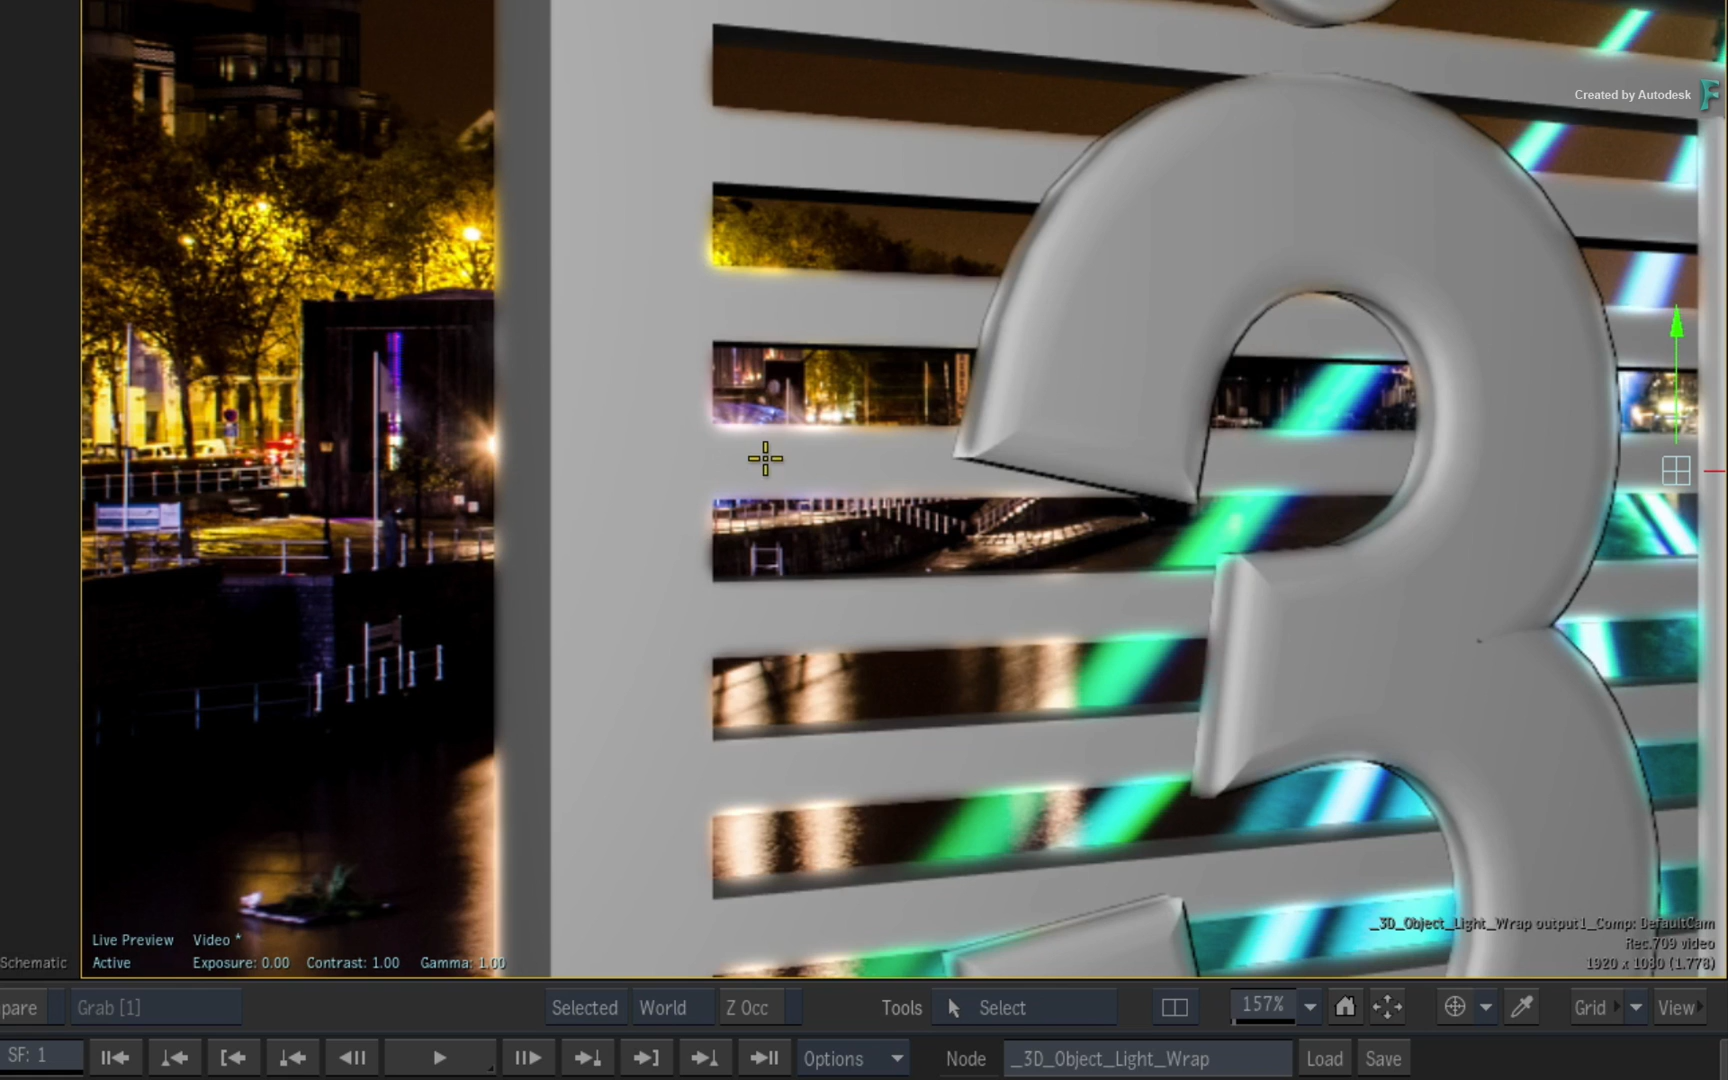 Created by Autodesk
_3D_Object_Light_Wrap output1_Comp: DefaultCam
Rec.709 video
1920 x 1080 (1.778)
Live Preview Video *
Active Exposure: 0.00 Contrast: 1.00 Gamma: 1.00
Schematic
pare Grab [1] Selected World Z Occ Tools Select 157% Grid View
SF: 1 Options Node _3D_Object_Light_Wrap Load Save